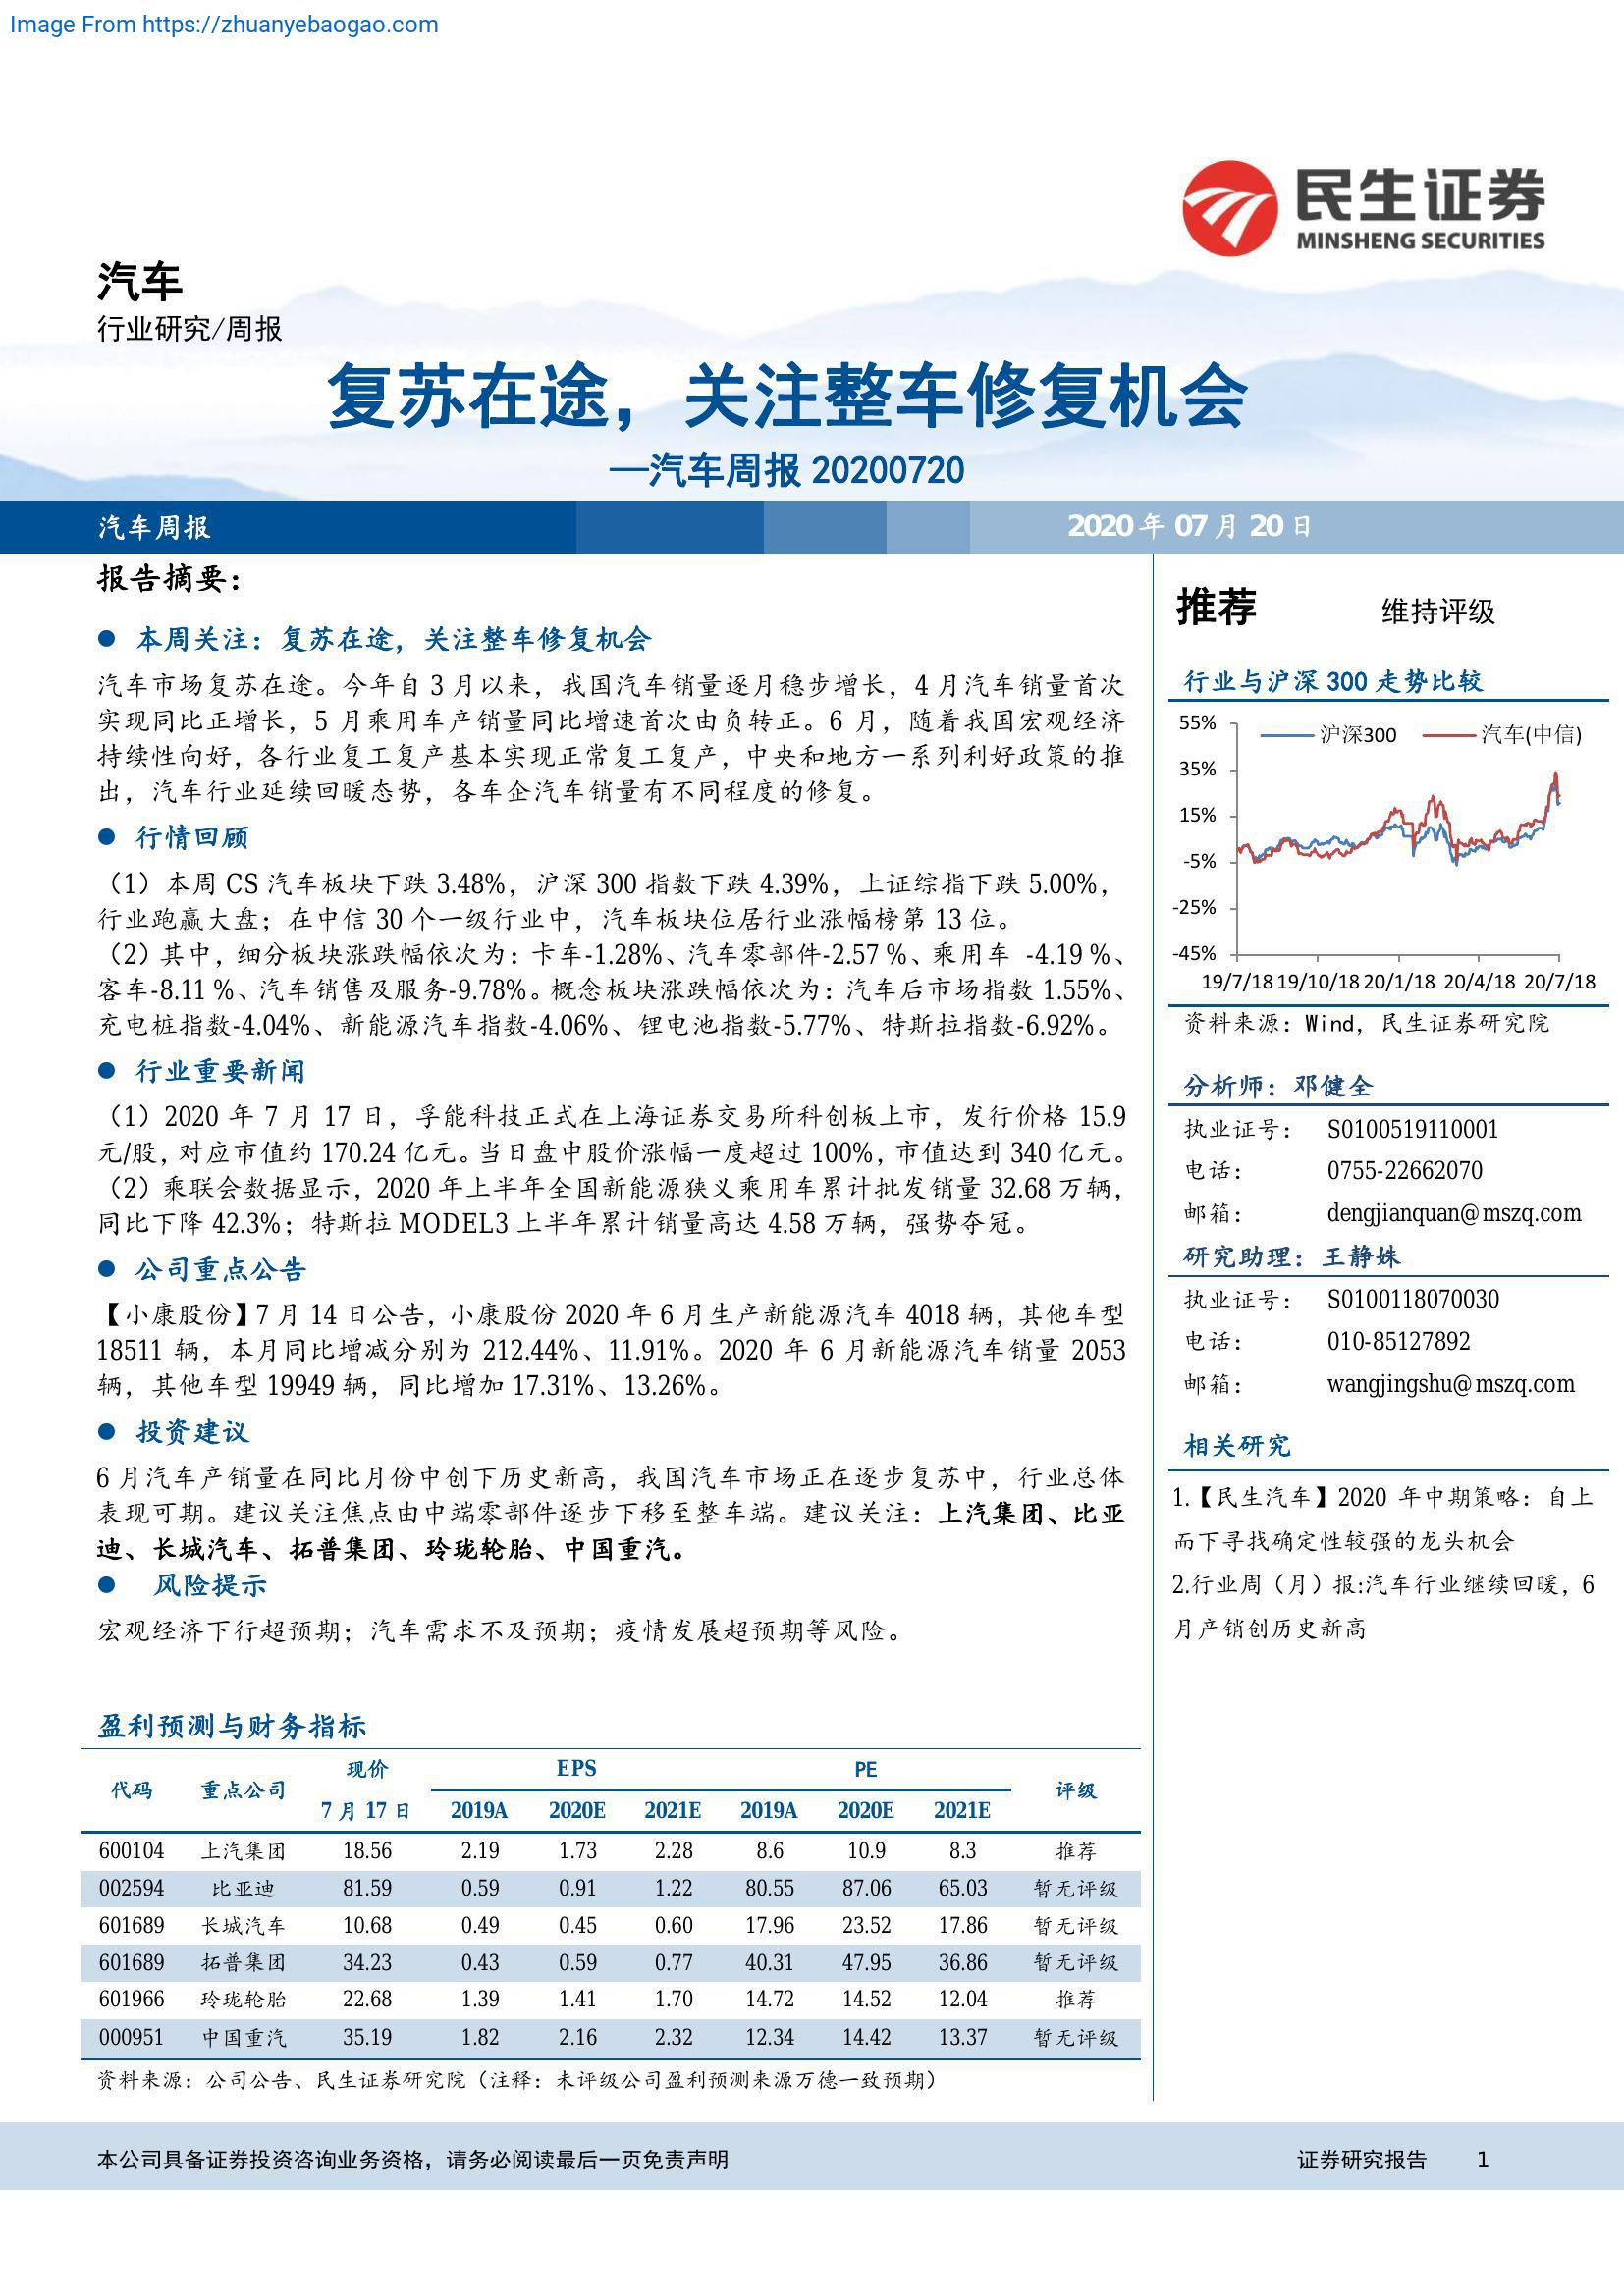 Image From https://zhuanyebaogao.com
民生证券
MINSHENG SECURITIES
汽车
行业研究/周报
复苏在途，关注整车修复机会
—汽车周报 20200720
汽车周报
2020 年 07 月 20 日
报告摘要：
● 本周关注：复苏在途，关注整车修复机会
汽车市场复苏在途。今年自 3 月以来，我国汽车销量逐月稳步增长，4 月汽车销量首次
实现同比正增长，5 月乘用车产销量同比增速首次由负转正。6 月，随着我国宏观经济
持续性向好，各行业复工复产基本实现正常复工复产，中央和地方一系列利好政策的推
出，汽车行业延续回暖态势，各车企汽车销量有不同程度的修复。
● 行情回顾
（1）本周 CS 汽车板块下跌 3.48%，沪深 300 指数下跌 4.39%，上证综指下跌 5.00%，
行业跑赢大盘；在中信 30 个一级行业中，汽车板块位居行业涨幅榜第 13 位。
（2）其中，细分板块涨跌幅依次为：卡车-1.28%、汽车零部件-2.57 %、乘用车 -4.19 %、
客车-8.11 %、汽车销售及服务-9.78%。概念板块涨跌幅依次为：汽车后市场指数 1.55%、
充电桩指数-4.04%、新能源汽车指数-4.06%、锂电池指数-5.77%、特斯拉指数-6.92%。
● 行业重要新闻
（1）2020 年 7 月 17 日，孚能科技正式在上海证券交易所科创板上市，发行价格 15.9
元/股，对应市值约 170.24 亿元。当日盘中股价涨幅一度超过 100%，市值达到 340 亿元。
（2）乘联会数据显示，2020 年上半年全国新能源狭义乘用车累计批发销量 32.68 万辆，
同比下降 42.3%；特斯拉 MODEL3 上半年累计销量高达 4.58 万辆，强势夺冠。
● 公司重点公告
【小康股份】7 月 14 日公告，小康股份 2020 年 6 月生产新能源汽车 4018 辆，其他车型
18511 辆，本月同比增减分别为 212.44%、11.91%。2020 年 6 月新能源汽车销量 2053
辆，其他车型 19949 辆，同比增加 17.31%、13.26%。
● 投资建议
6 月汽车产销量在同比月份中创下历史新高，我国汽车市场正在逐步复苏中，行业总体
表现可期。建议关注焦点由中端零部件逐步下移至整车端。建议关注：上汽集团、比亚
迪、长城汽车、拓普集团、玲珑轮胎、中国重汽。
● 风险提示
宏观经济下行超预期；汽车需求不及预期；疫情发展超预期等风险。
盈利预测与财务指标
代码 重点公司 现价 EPS PE 评级
7 月 17 日 2019A 2020E 2021E 2019A 2020E 2021E
600104 上汽集团 18.56 2.19 1.73 2.28 8.6 10.9 8.3 推荐
002594 比亚迪 81.59 0.59 0.91 1.22 80.55 87.06 65.03 暂无评级
601689 长城汽车 10.68 0.49 0.45 0.60 17.96 23.52 17.86 暂无评级
601689 拓普集团 34.23 0.43 0.59 0.77 40.31 47.95 36.86 暂无评级
601966 玲珑轮胎 22.68 1.39 1.41 1.70 14.72 14.52 12.04 推荐
000951 中国重汽 35.19 1.82 2.16 2.32 12.34 14.42 13.37 暂无评级
资料来源：公司公告、民生证券研究院（注释：未评级公司盈利预测来源万德一致预期）
推荐 维持评级
行业与沪深 300 走势比较
沪深300 汽车(中信)
55%
35%
15%
-5%
-25%
-45%
19/7/18 19/10/18 20/1/18 20/4/18 20/7/18
资料来源：Wind，民生证券研究院
分析师：邓健全
执业证号： S0100519110001
电话： 0755-22662070
邮箱： dengjianquan@mszq.com
研究助理：王静姝
执业证号： S0100118070030
电话： 010-85127892
邮箱： wangjingshu@mszq.com
相关研究
1.【民生汽车】2020 年中期策略：自上
而下寻找确定性较强的龙头机会
2.行业周（月）报:汽车行业继续回暖，6
月产销创历史新高
本公司具备证券投资咨询业务资格，请务必阅读最后一页免责声明
证券研究报告 1